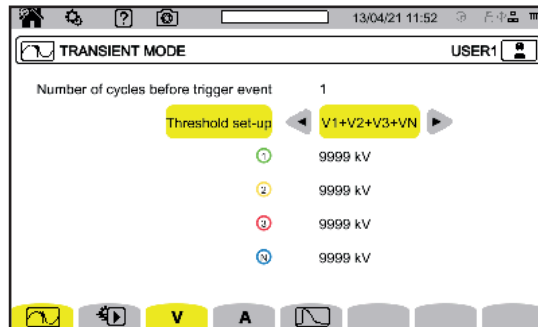 ? 13/04/21 11:52
TRANSIENT MODE USER1
Number of cycles before trigger event 1
Threshold set-up V1+V2+V3+VN
1 9999 kV
2 9999 kV
3 9999 kV
N 9999 kV
V A